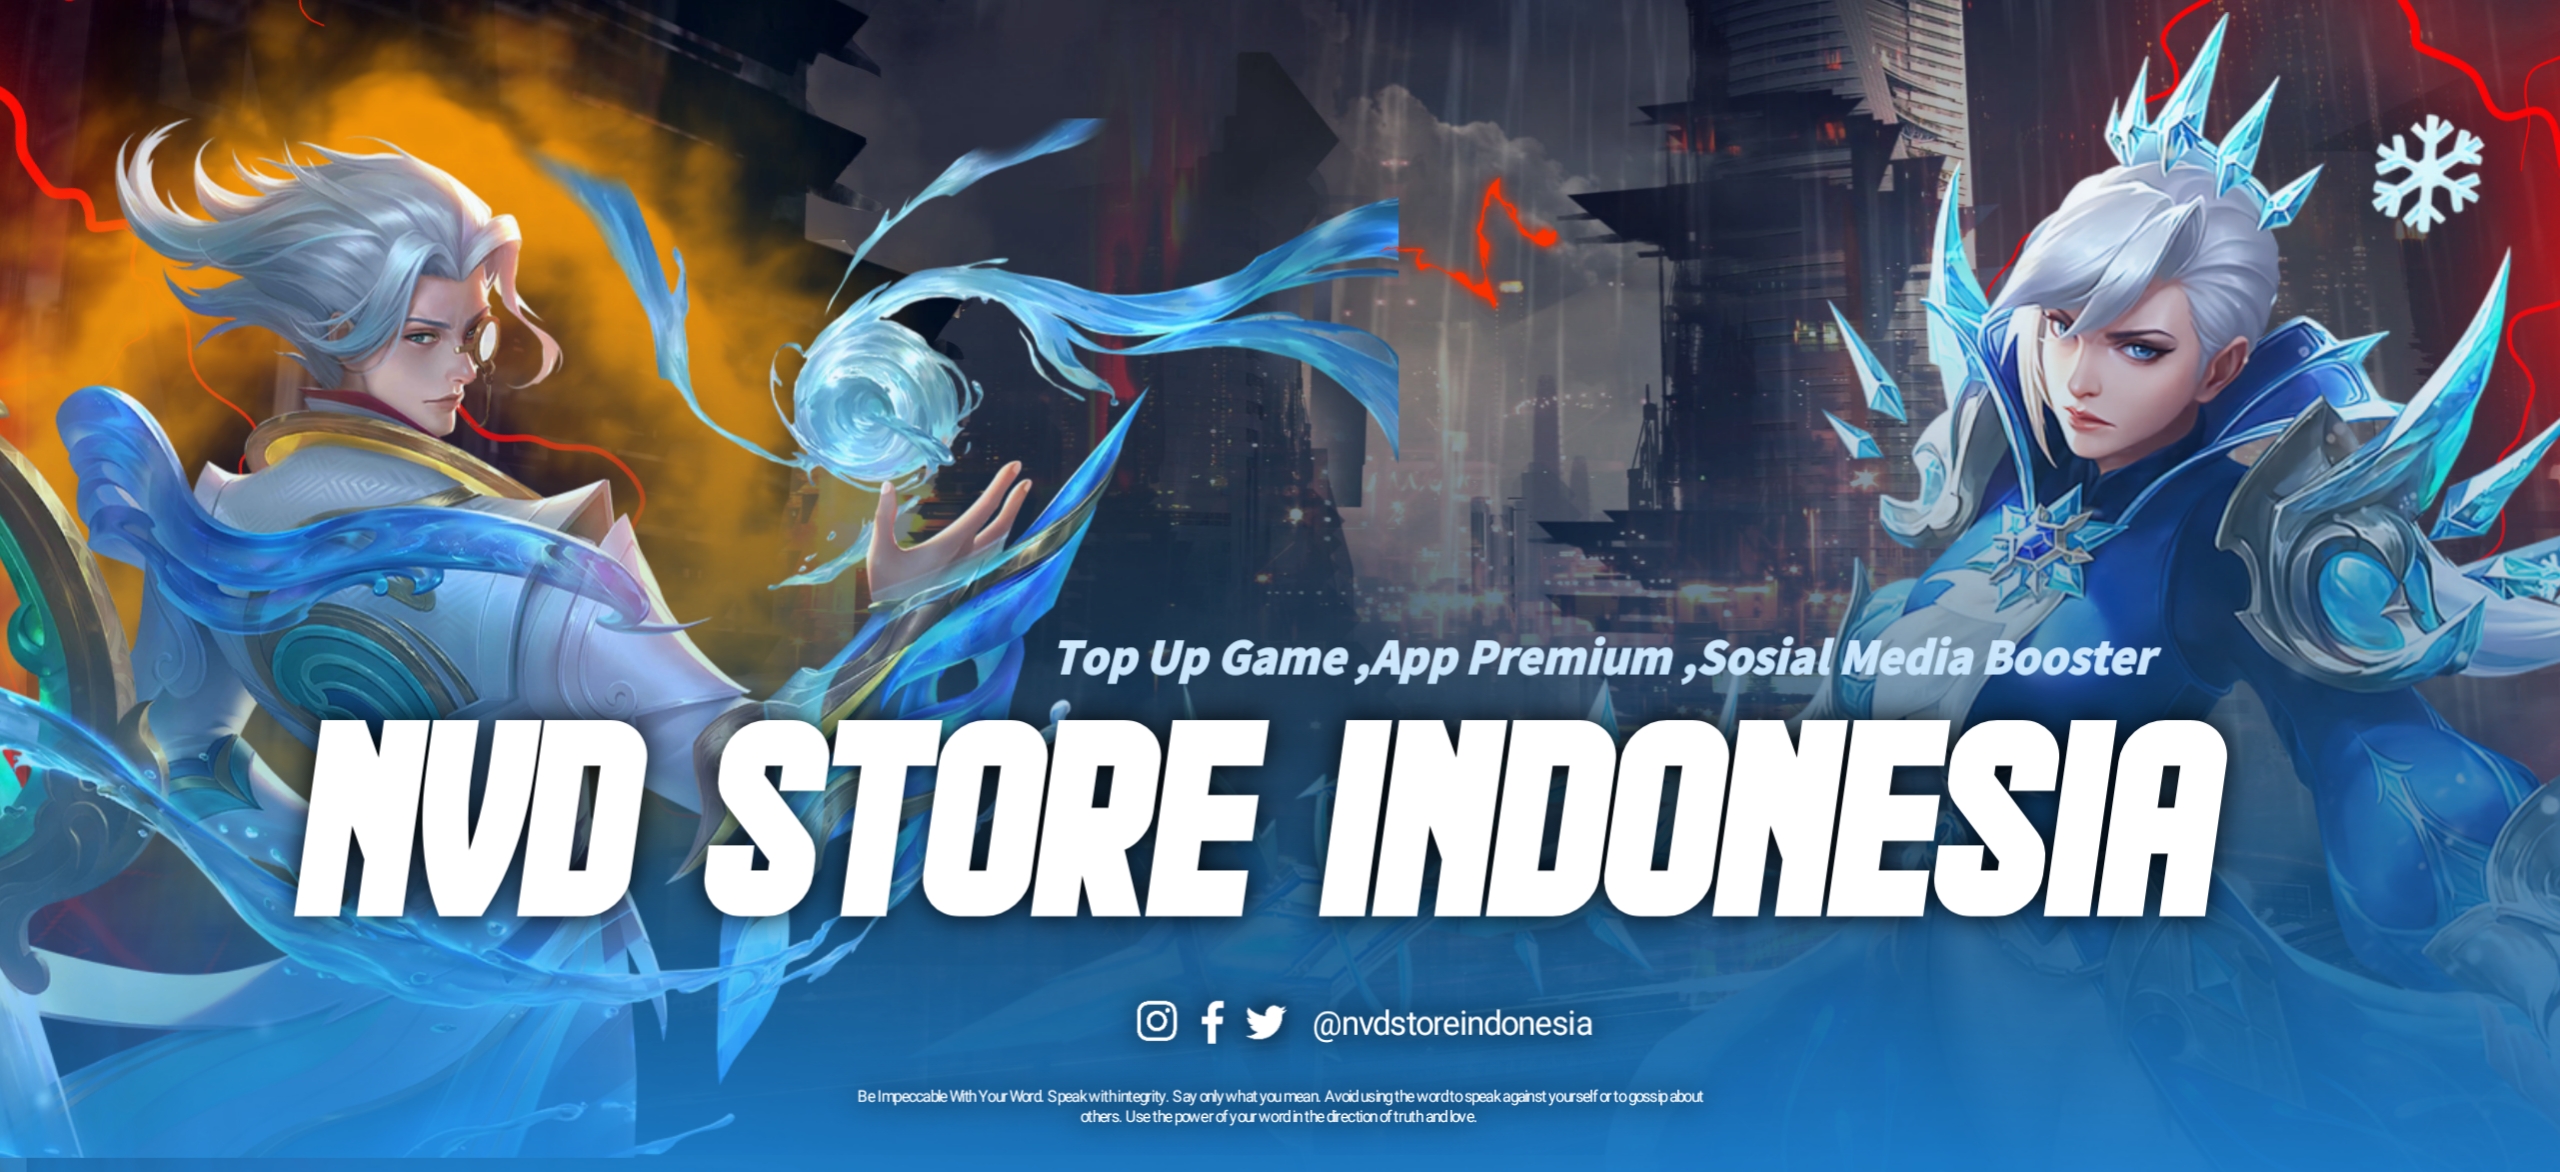 Top Up Game ,App Premium ,Sosial Media Booster
NVD STORE INDONESIA
@nvdstoreindonesia
Be Impeccable With Your Word. Speak with integrity. Say only what you mean. Avoid using the word to speak against yourself or to gossip about
others. Use the power of your word in the direction of truth and love.